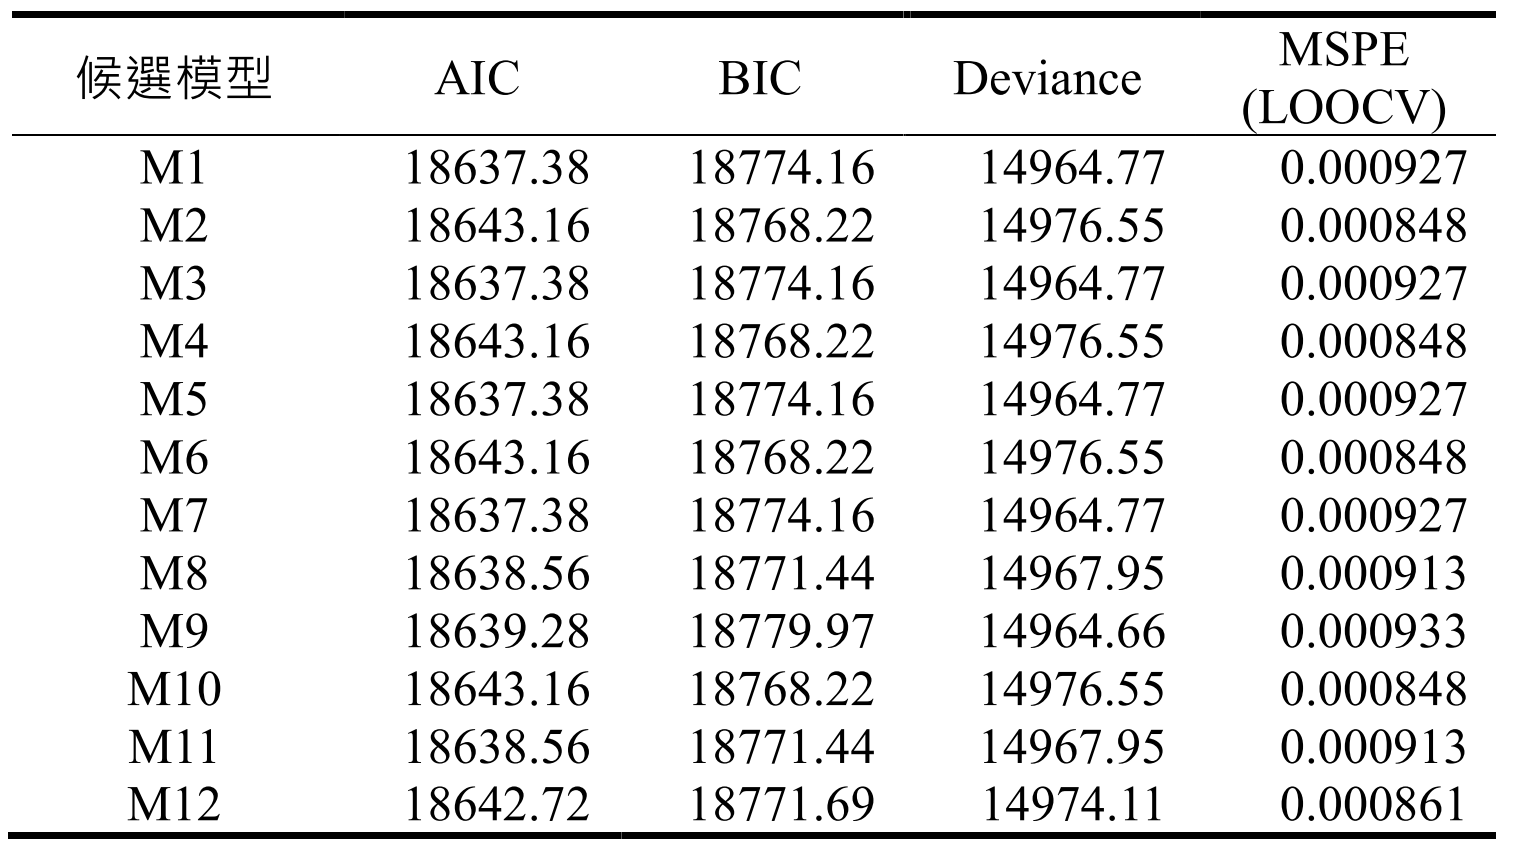 候選模型 AIC BIC Deviance MSPE (LOOCV)
M1 18637.38 18774.16 14964.77 0.000927
M2 18643.16 18768.22 14976.55 0.000848
M3 18637.38 18774.16 14964.77 0.000927
M4 18643.16 18768.22 14976.55 0.000848
M5 18637.38 18774.16 14964.77 0.000927
M6 18643.16 18768.22 14976.55 0.000848
M7 18637.38 18774.16 14964.77 0.000927
M8 18638.56 18771.44 14967.95 0.000913
M9 18639.28 18779.97 14964.66 0.000933
M10 18643.16 18768.22 14976.55 0.000848
M11 18638.56 18771.44 14967.95 0.000913
M12 18642.72 18771.69 14974.11 0.000861